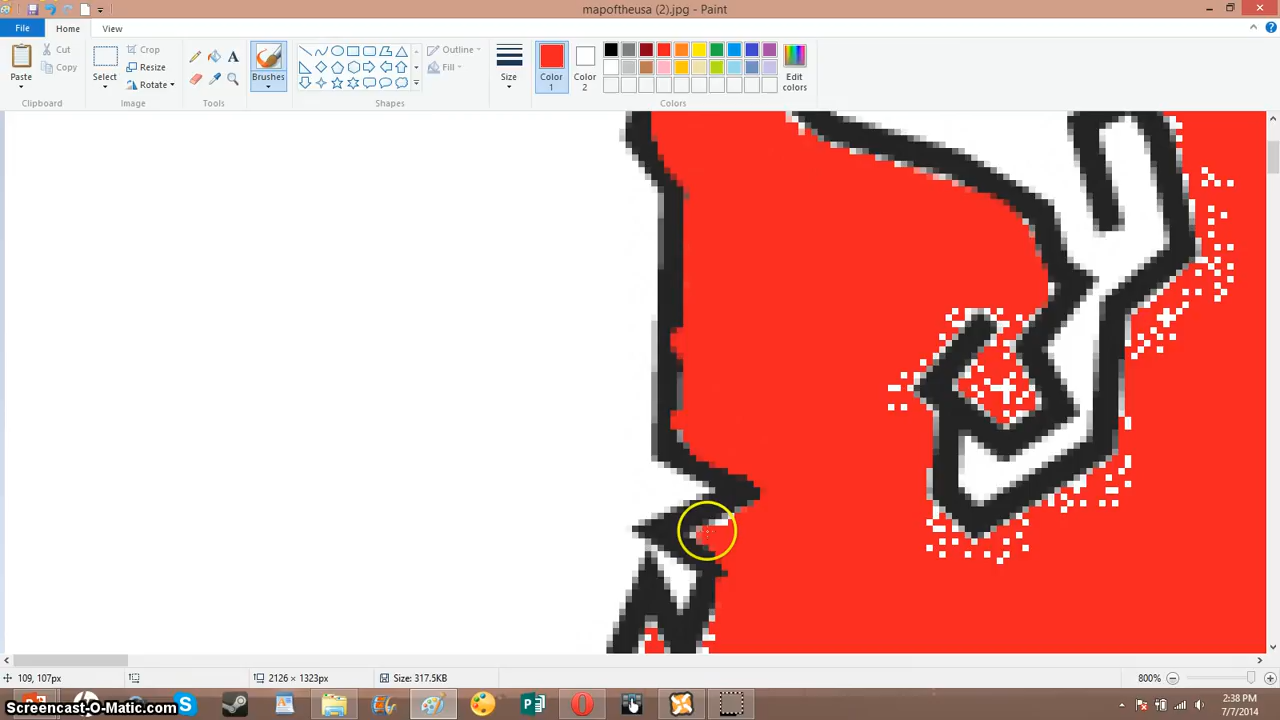 mapoftheusa (2).jpg - Paint
File Home View
Paste
Cut
Copy
Clipboard
Select
Crop
Resize
Rotate
Image
A
Tools
Brushes
Outline
Fill
Shapes
Size
Color 1
Color 2
Edit colors
Colors
109, 107px
2126 × 1323px
Size: 317.5KB
800%
Screencast-O-Matic.com
2:38 PM
7/7/2014